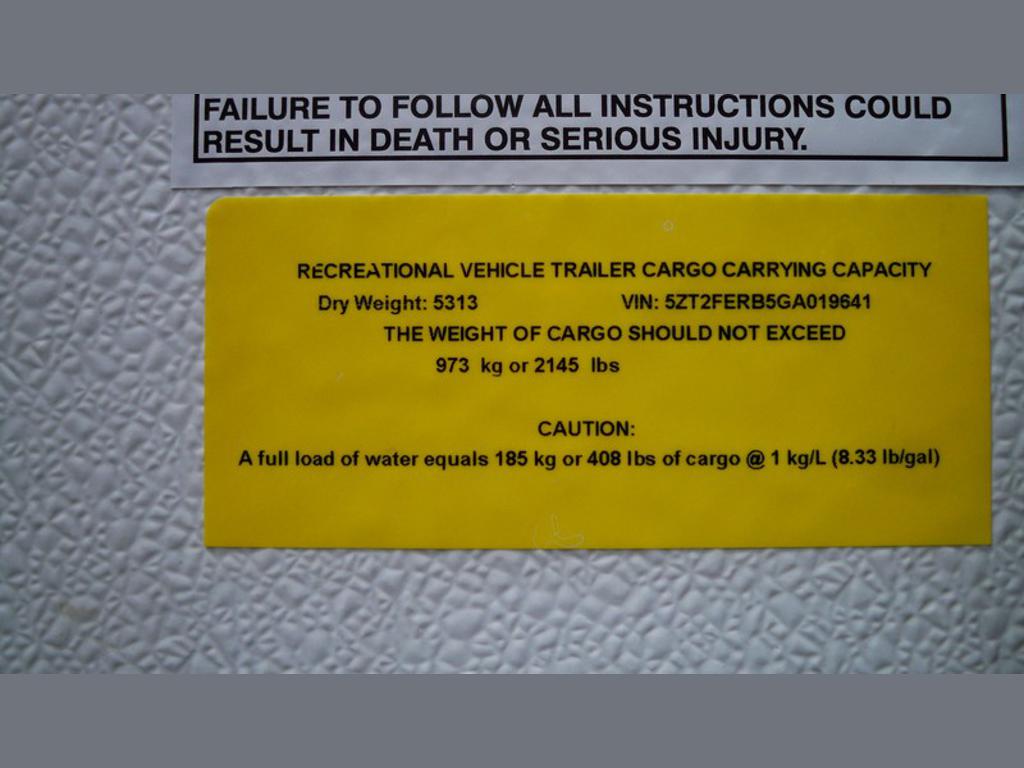 FAILURE TO FOLLOW ALL INSTRUCTIONS COULD
RESULT IN DEATH OR SERIOUS INJURY.
RECREATIONAL VEHICLE TRAILER CARGO CARRYING CAPACITY
Dry Weight: 5313 VIN: 5ZT2FERB5GA019641
THE WEIGHT OF CARGO SHOULD NOT EXCEED
973 kg or 2145 lbs
CAUTION:
A full load of water equals 185 kg or 408 lbs of cargo @ 1 kg/L (8.33 lb/gal)